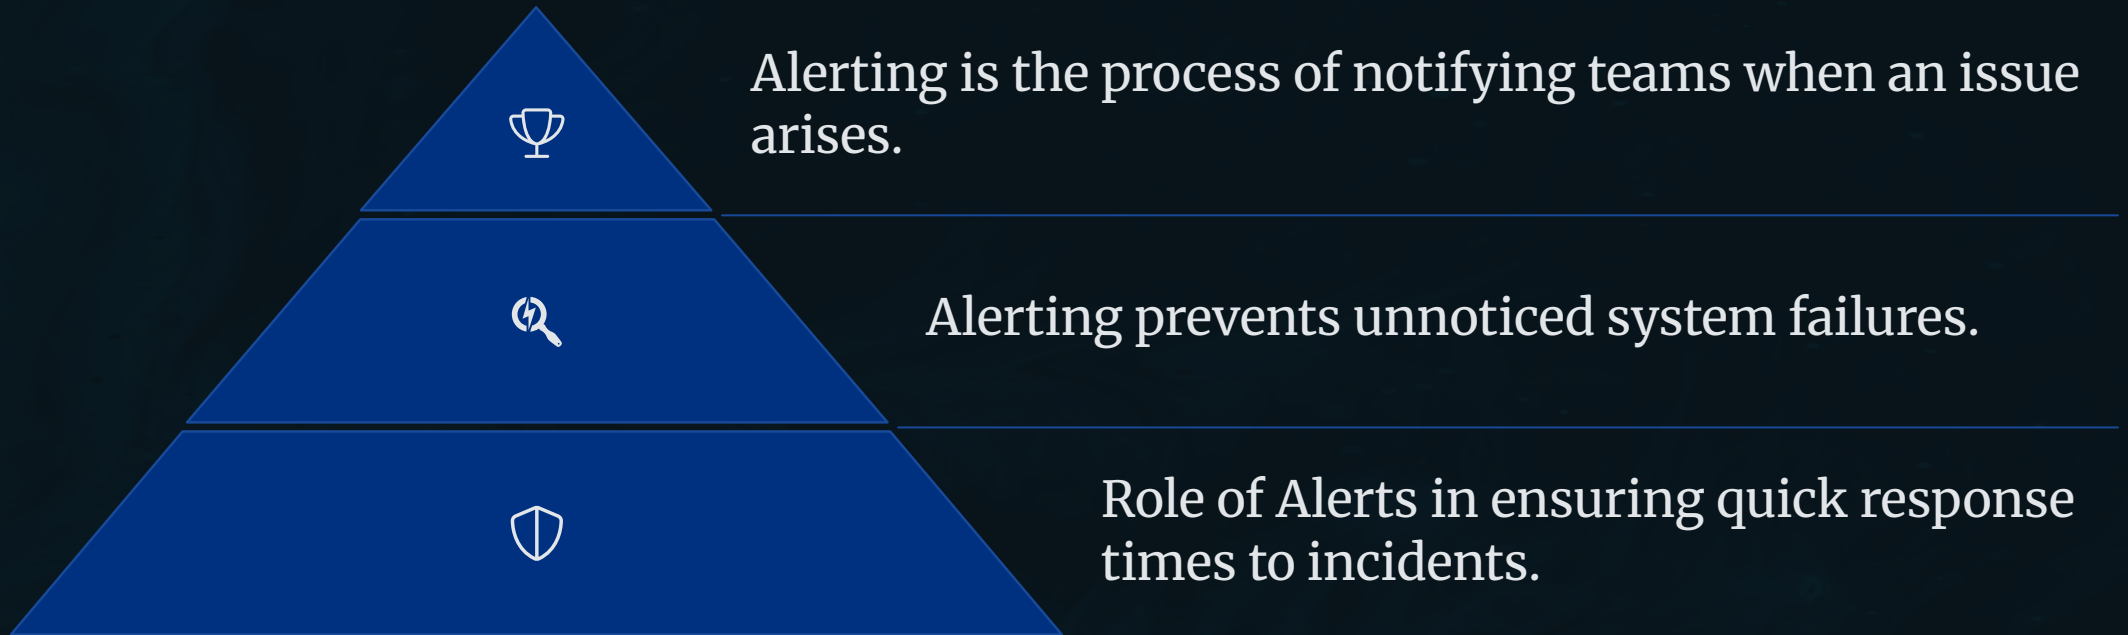 Alerting is the process of notifying teams when an issue
arises.
Alerting prevents unnoticed system failures.
Role of Alerts in ensuring quick response
times to incidents.